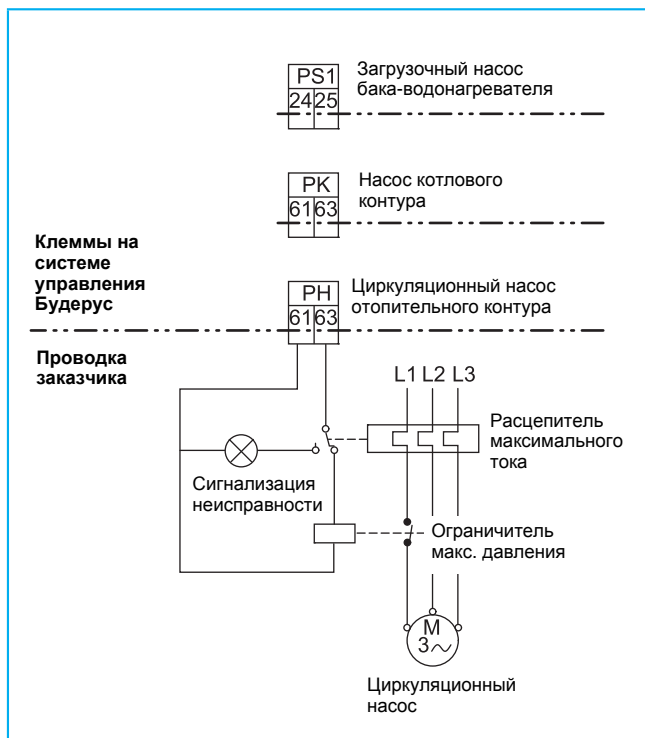 PS1
24 25
Загрузочный насос
бака-водонагревателя
PK
61 63
Насос котлового
контура
Клеммы на
системе
управления
Будерус
PH
61 63
Циркуляционный насос
отопительного контура
Проводка
заказчика
L1 L2 L3
Расцепитель
максимального
тока
Сигнализация
неисправности
Ограничитель
макс. давления
M
3~
Циркуляционный
насос